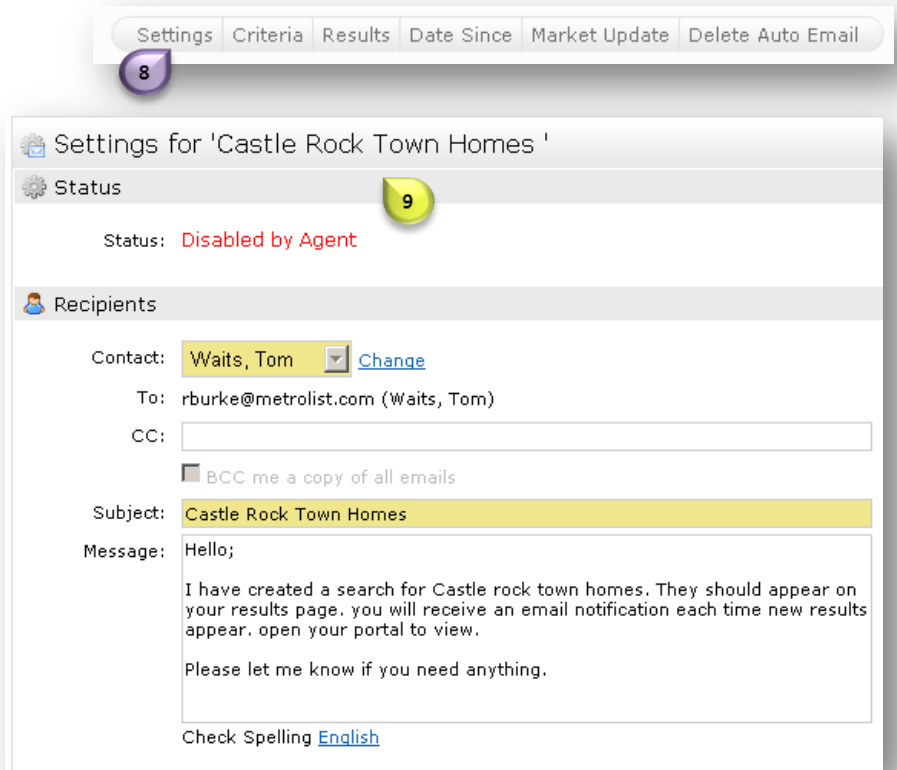 Settings Criteria Results Date Since Market Update Delete Auto Email
8
Settings for 'Castle Rock Town Homes '
Status
9
Status: Disabled by Agent
Recipients
Contact: Waits, Tom Change
To: rburke@metrolist.com (Waits, Tom)
CC:
BCC me a copy of all emails
Subject: Castle Rock Town Homes
Message: Hello;
I have created a search for Castle rock town homes. They should appear on
your results page. you will receive an email notification each time new results
appear. open your portal to view.
Please let me know if you need anything.
Check Spelling English